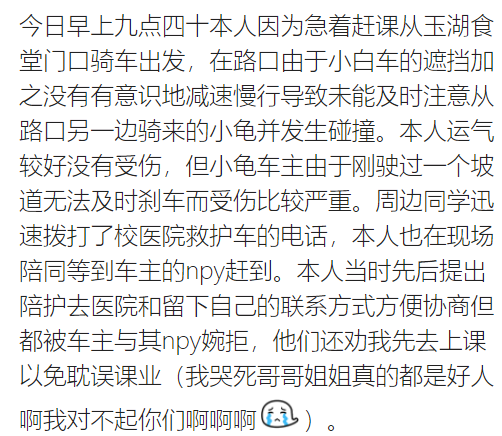 今日早上九点四十本人因为急着赶课从玉湖食
堂门口骑车出发，在路口由于小白车的遮挡加
之没有有意识地减速慢行导致未能及时注意从
路口另一边骑来的小龟并发生碰撞。本人运气
较好没有受伤，但小龟车主由于刚驶过一个坡
道无法及时刹车而受伤比较严重。周边同学迅
速拨打了校医院救护车的电话，本人也在现场
陪同等到车主的npy赶到。本人当时先后提出
陪护去医院和留下自己的联系方式方便协商但
都被车主与其npy婉拒，他们还劝我先去上课
以免耽误课业（我哭死哥哥姐姐真的都是好人
啊我对不起你们啊啊啊）。